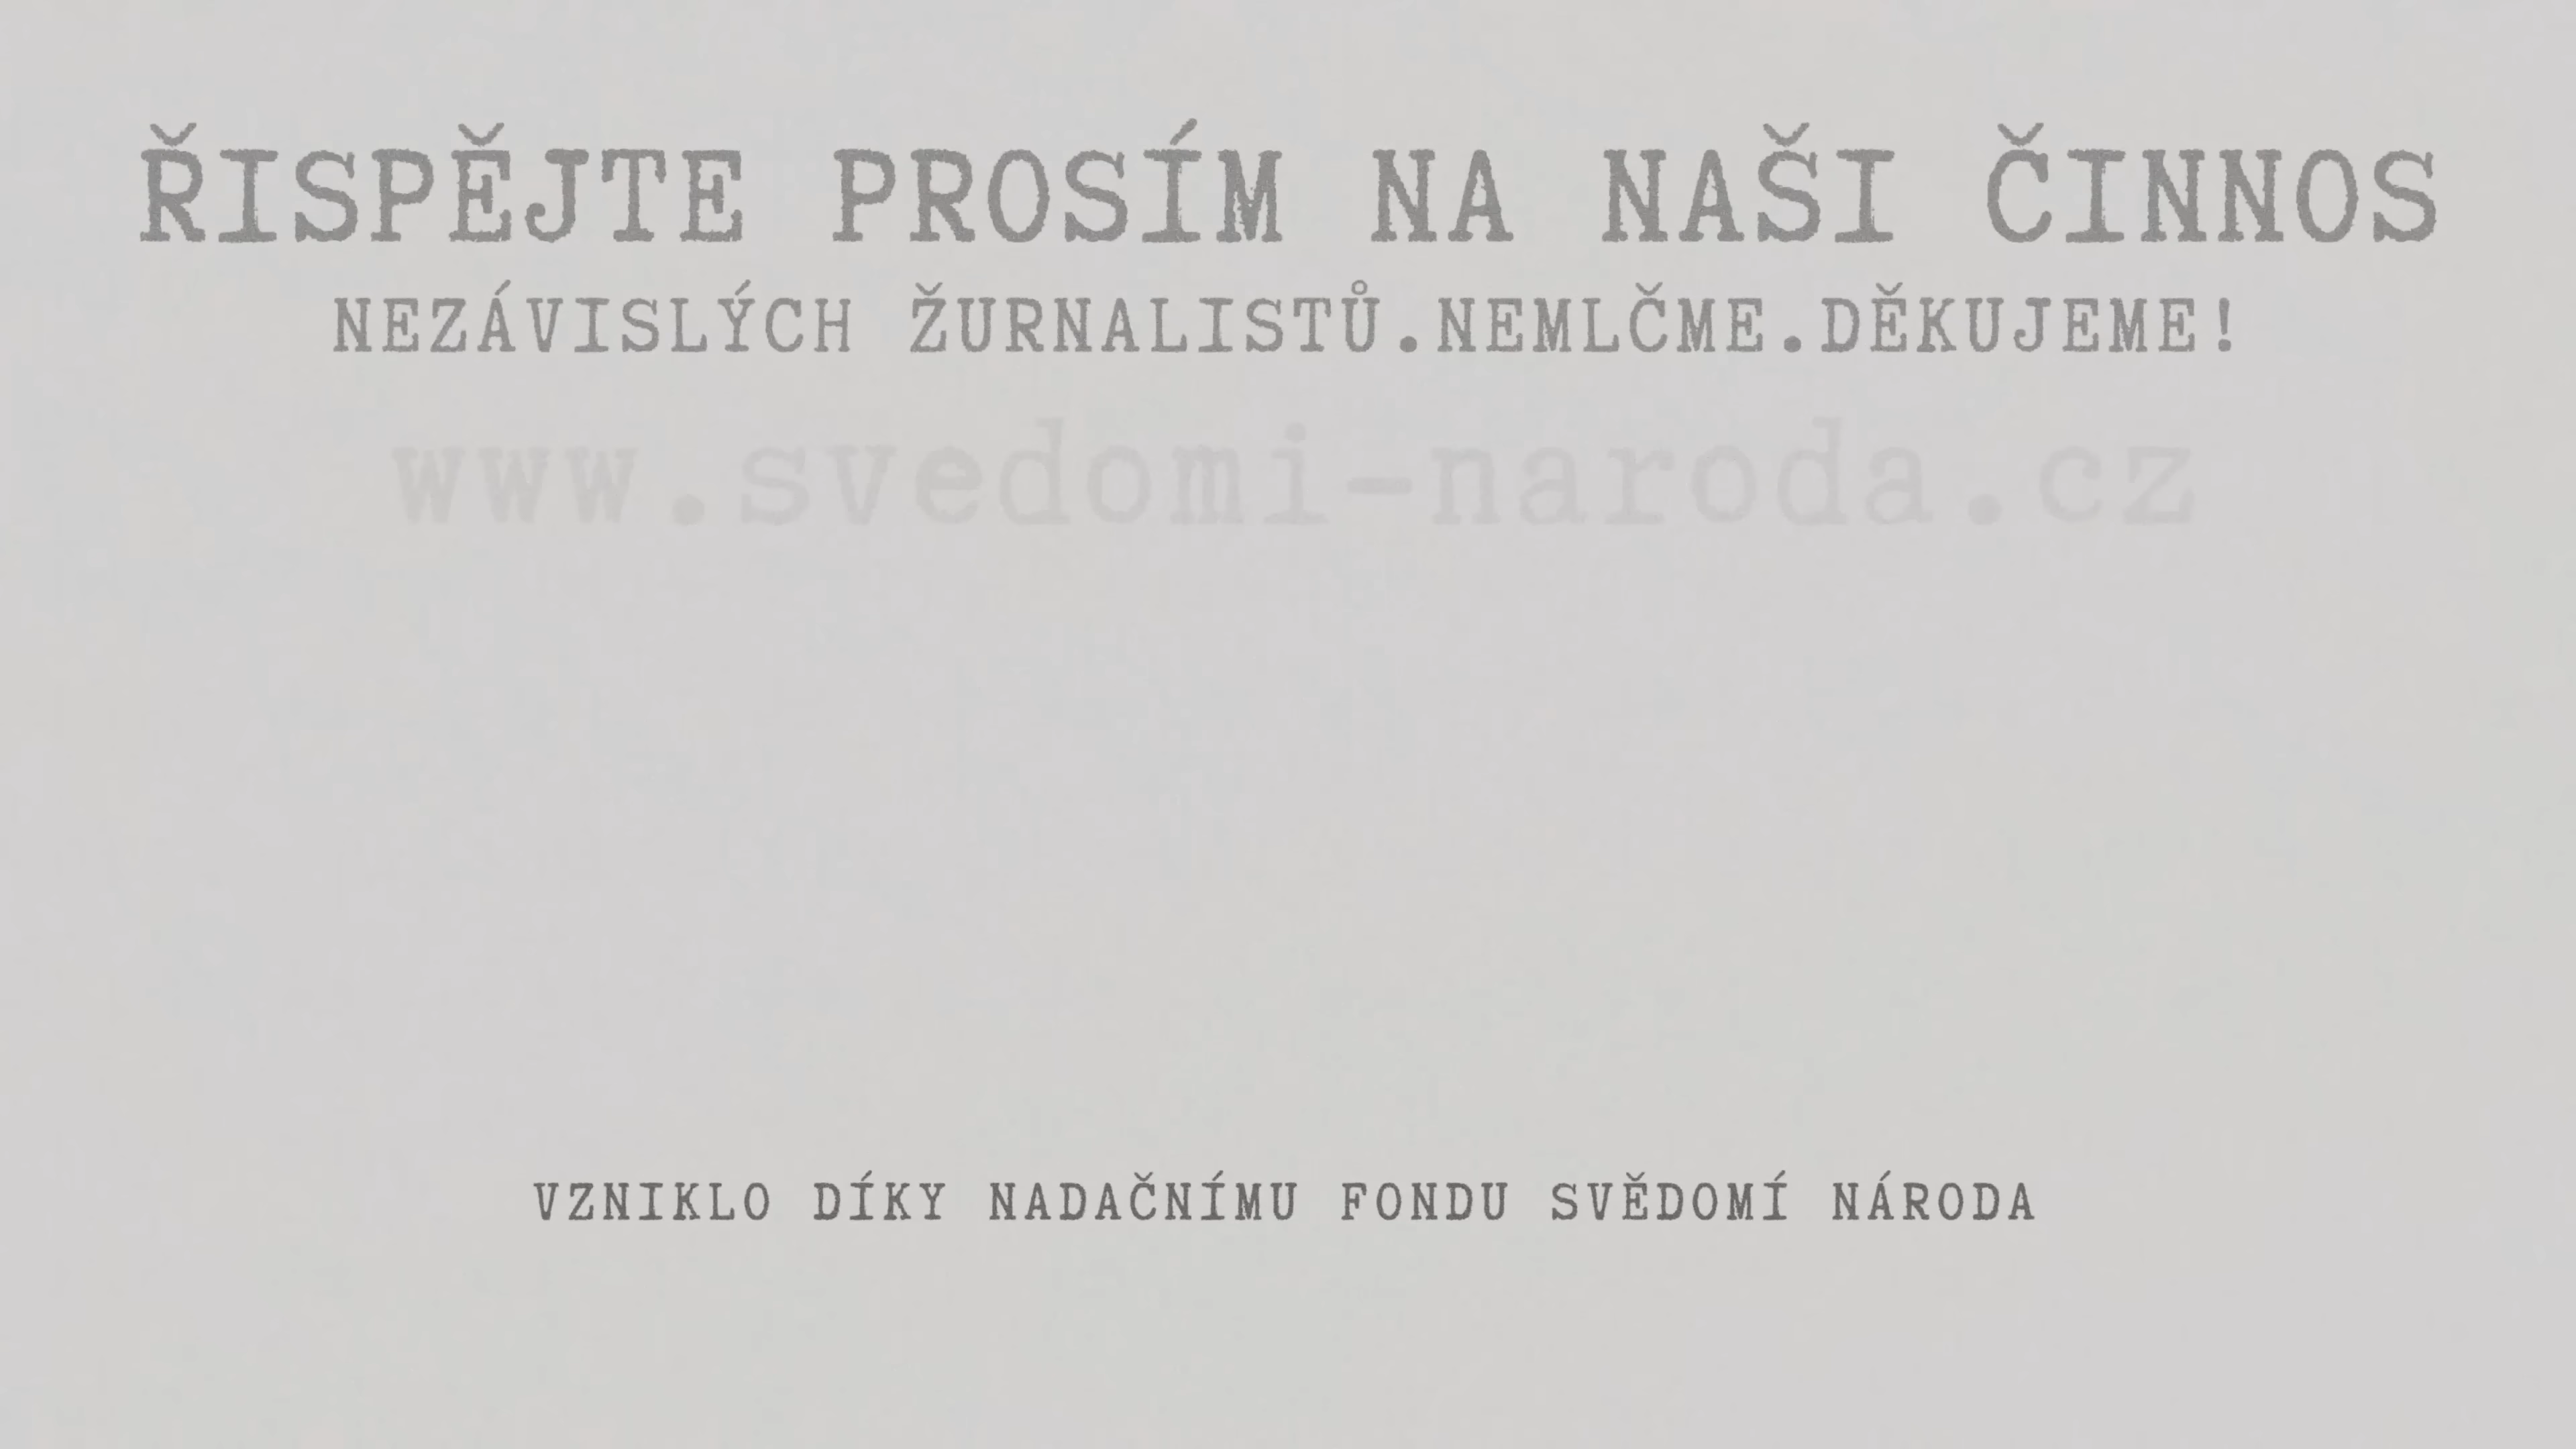 ŘISPĚJTE PROSÍM NA NAŠI ČINNOS
NEZÁVISLÝCH ŽURNALISTŮ.NEMLČME.DĚKUJEME!
www.svedomi-naroda.cz
VZNIKLO DÍKY NADAČNÍMU FONDU SVĚDOMÍ NÁRODA